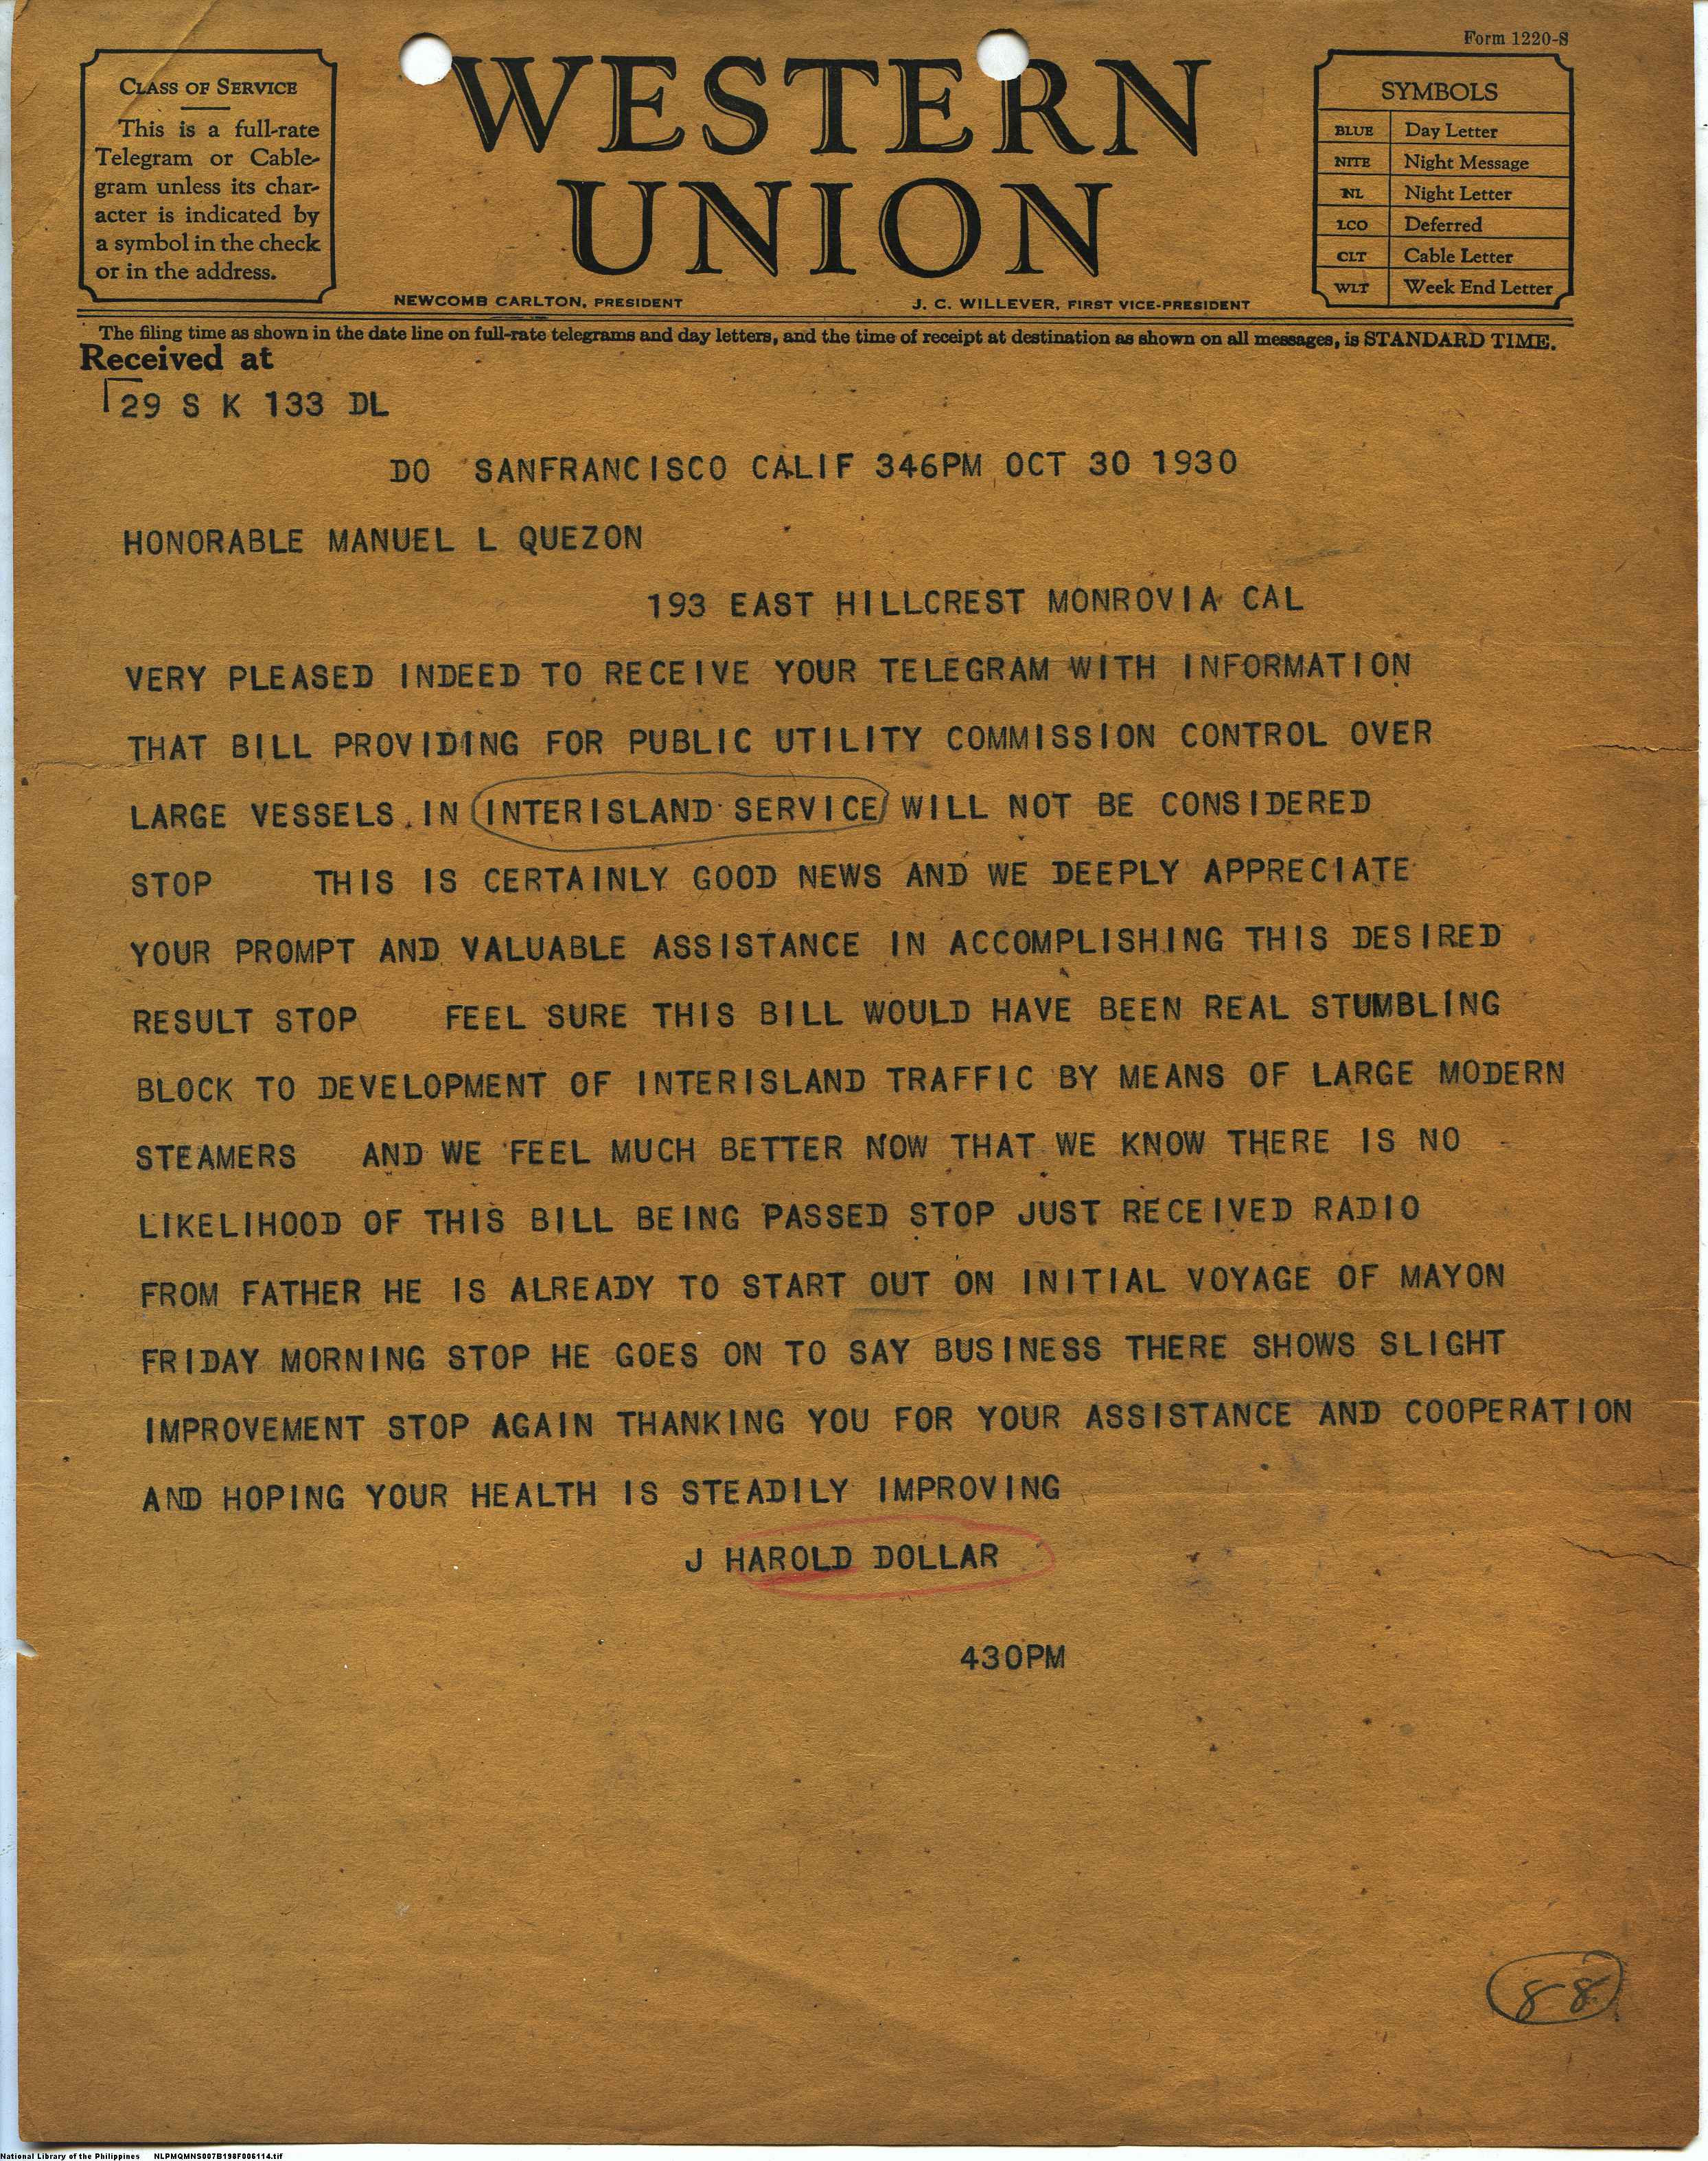 Form 1220-S
CLASS OF SERVICE
This is a full-rate
Telegram or Cable-
gram unless its char-
acter is indicated by
a symbol in the check
or in the address.
WESTERN
UNION
NEWCOMB CARLTON, PRESIDENT
J. C. WILLEVER, FIRST VICE-PRESIDENT
SYMBOLS
BLUE Day Letter
NITE Night Message
NL Night Letter
LCO Deferred
CLT Cable Letter
WLT Week End Letter
The filing time as shown in the date line on full-rate telegrams and day letters, and the time of receipt at destination as shown on all messages, is STANDARD TIME.
Received at
29 S K 133 DL
DO SANFRANCISCO CALIF 346PM OCT 30 1930
HONORABLE MANUEL L QUEZON
193 EAST HILLCREST MONROVIA CAL
VERY PLEASED INDEED TO RECEIVE YOUR TELEGRAM WITH INFORMATION
THAT BILL PROVIDING FOR PUBLIC UTILITY COMMISSION CONTROL OVER
LARGE VESSELS IN INTERISLAND SERVICE WILL NOT BE CONSIDERED
STOP THIS IS CERTAINLY GOOD NEWS AND WE DEEPLY APPRECIATE
YOUR PROMPT AND VALUABLE ASSISTANCE IN ACCOMPLISHING THIS DESIRED
RESULT STOP FEEL SURE THIS BILL WOULD HAVE BEEN REAL STUMBLING
BLOCK TO DEVELOPMENT OF INTERISLAND TRAFFIC BY MEANS OF LARGE MODERN
STEAMERS AND WE FEEL MUCH BETTER NOW THAT WE KNOW THERE IS NO
LIKELIHOOD OF THIS BILL BEING PASSED STOP JUST RECEIVED RADIO
FROM FATHER HE IS ALREADY TO START OUT ON INITIAL VOYAGE OF MAYON
FRIDAY MORNING STOP HE GOES ON TO SAY BUSINESS THERE SHOWS SLIGHT
IMPROVEMENT STOP AGAIN THANKING YOU FOR YOUR ASSISTANCE AND COOPERATION
AND HOPING YOUR HEALTH IS STEADILY IMPROVING
J HAROLD DOLLAR
430PM
88
National Library of the Philippines NLPMQMNS007B198F006114.tif